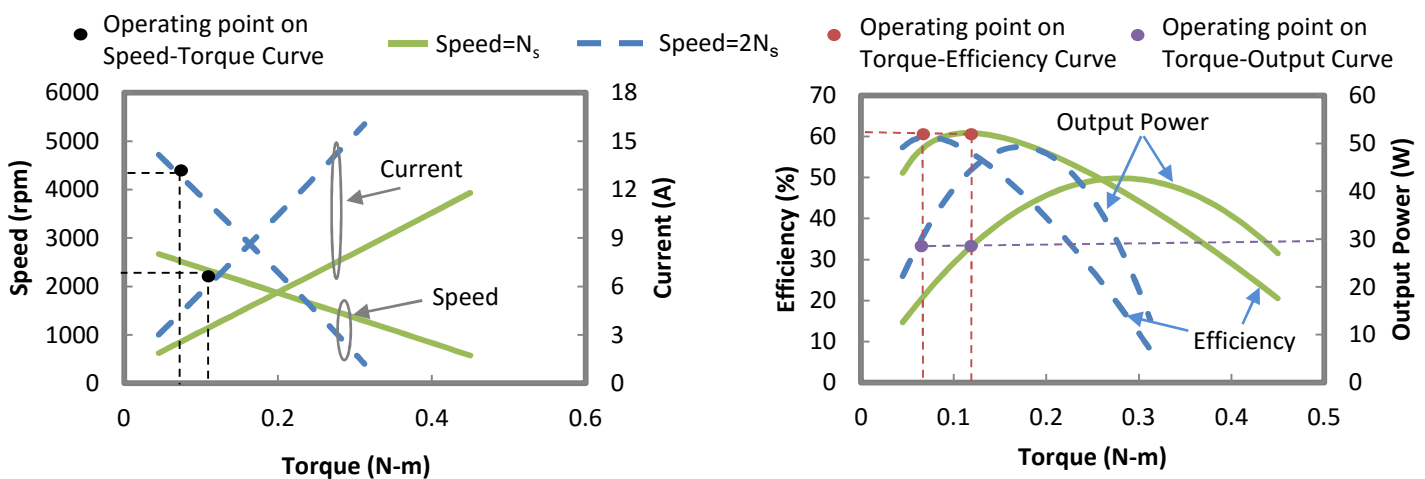 Operating point on
Speed-Torque Curve
Speed=Ns
Speed=2Ns
Operating point on
Torque-Efficiency Curve
Operating point on
Torque-Output Curve
6000
5000
4000
3000
2000
1000
0
Speed (rpm)
18
15
12
9
6
3
0
Current (A)
Current
Speed
0
0.2
0.4
0.6
Torque (N-m)
70
60
50
40
30
20
10
0
Efficiency (%)
60
50
40
30
20
10
0
Output Power (W)
Output Power
Efficiency
0
0.1
0.2
0.3
0.4
0.5
Torque (N-m)